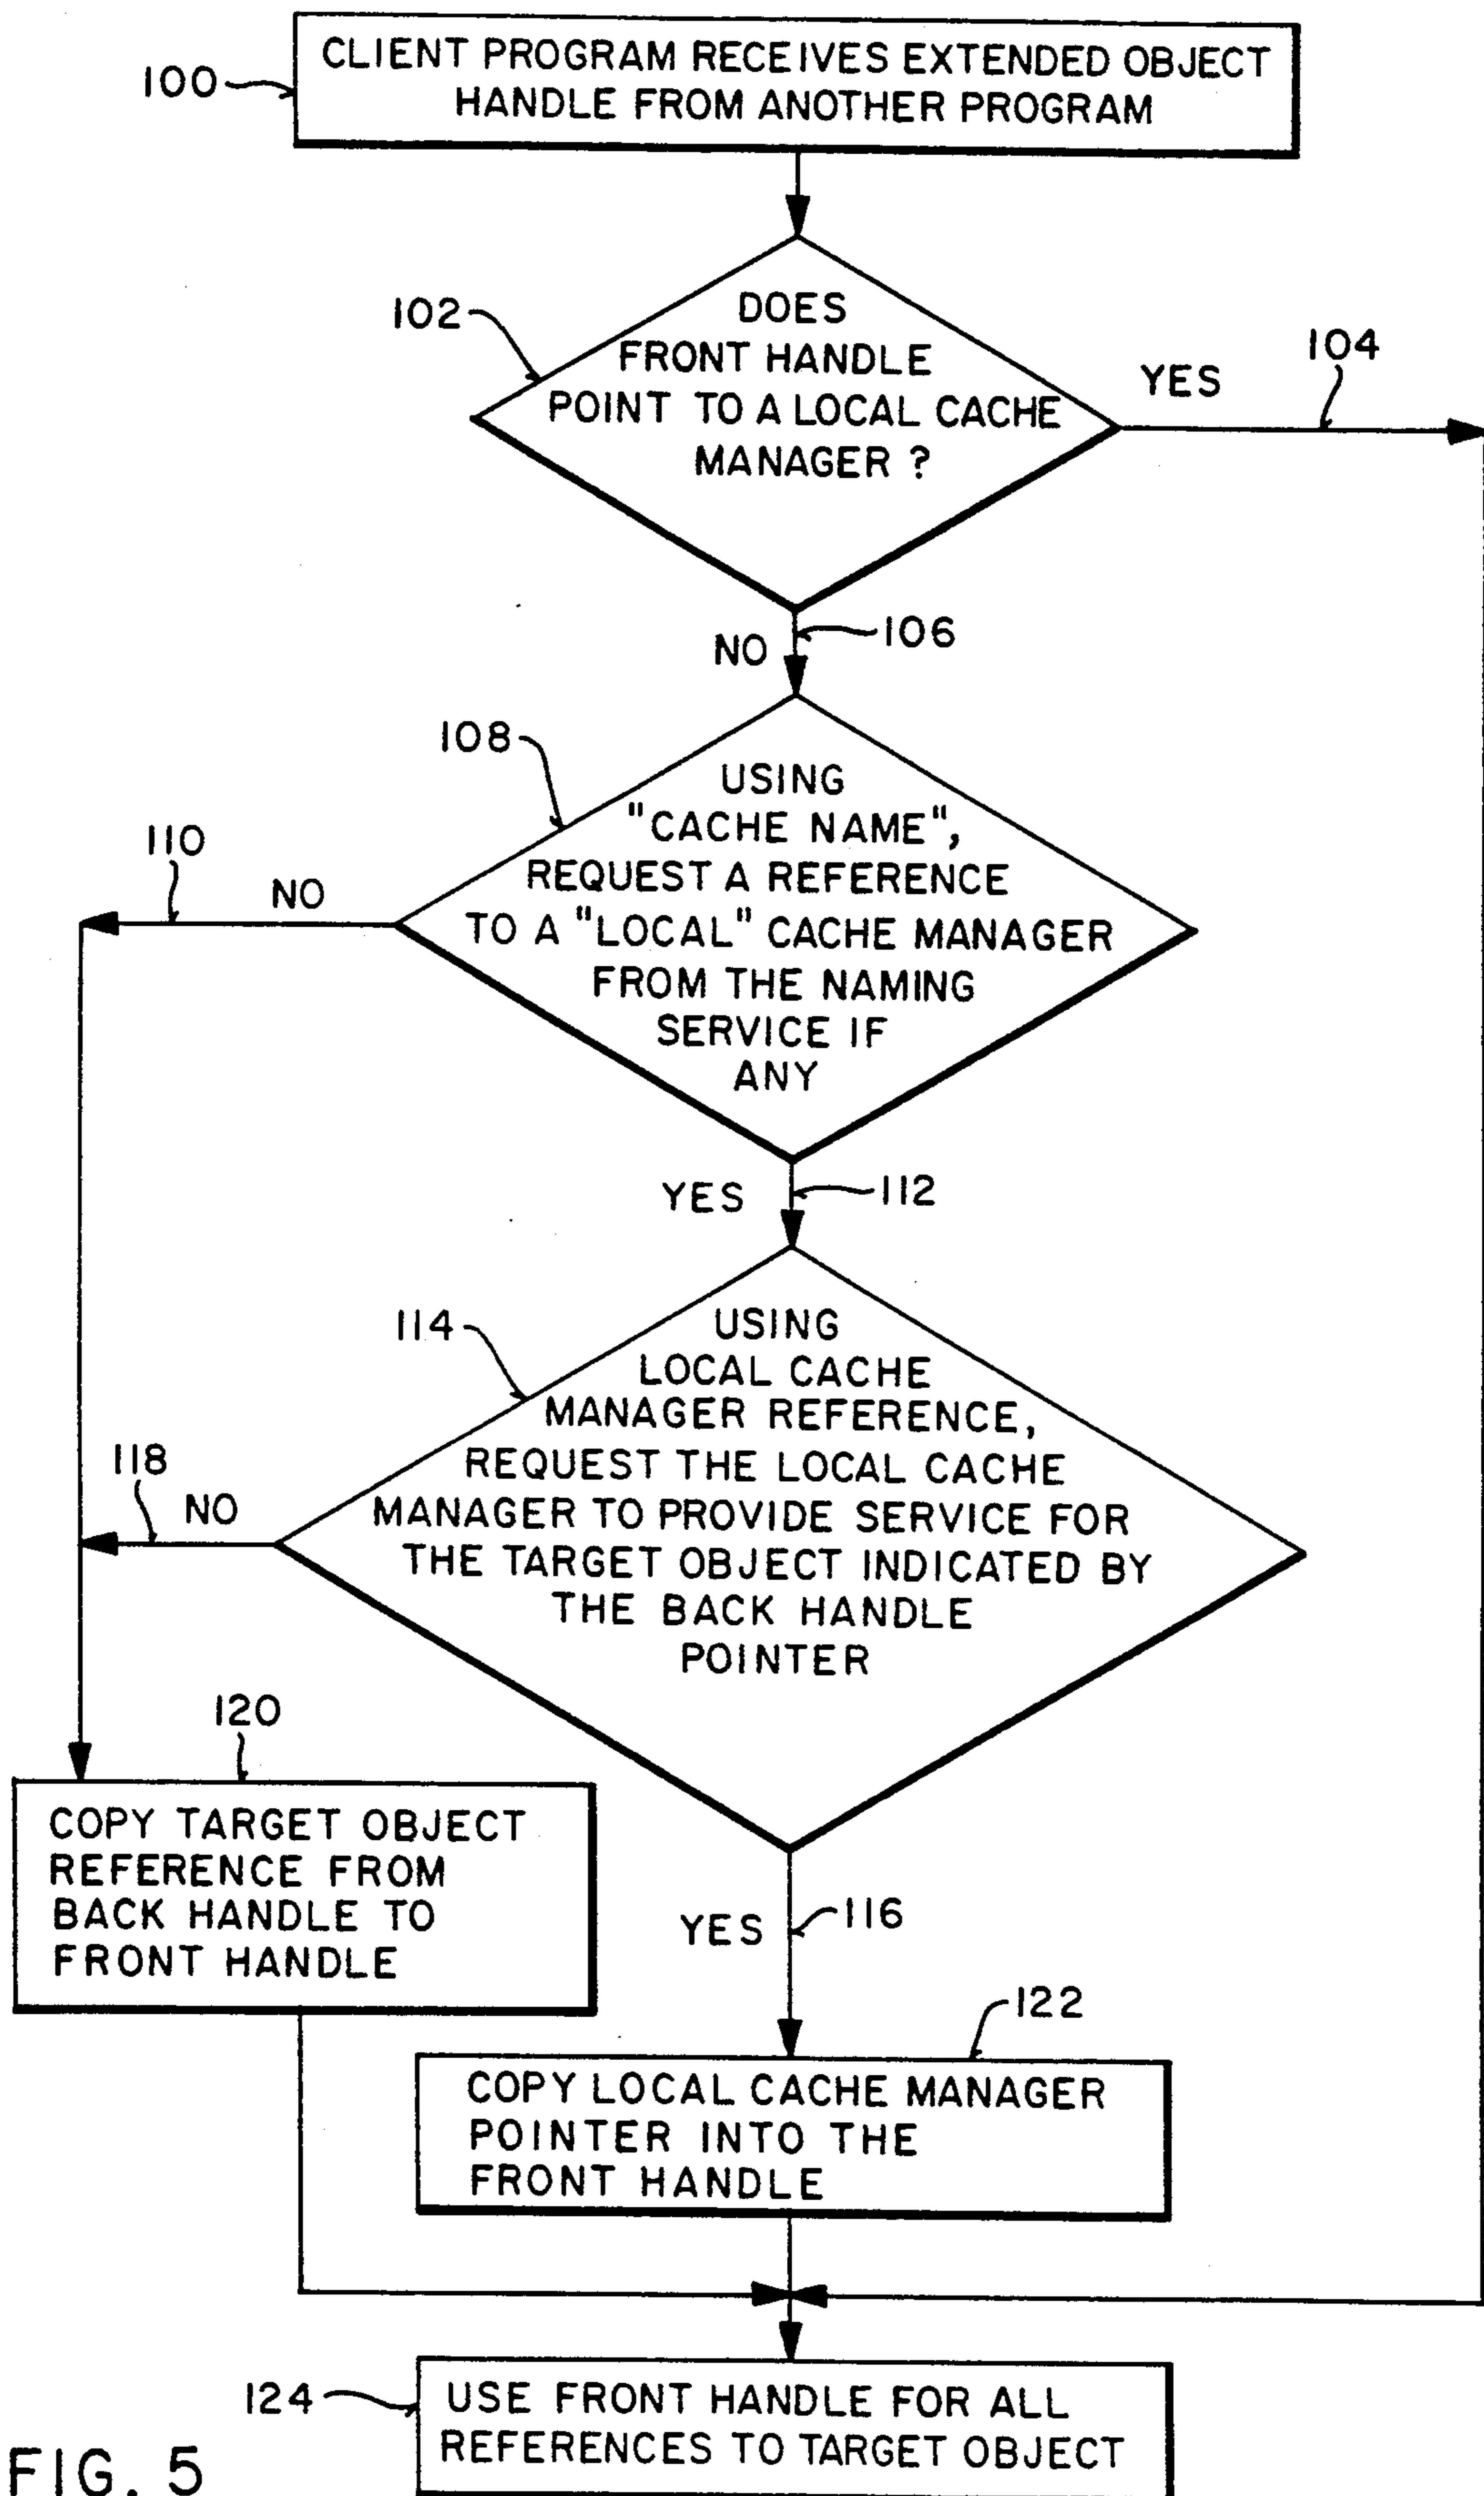 CLIENT PROGRAM RECEIVES EXTENDED OBJECT
HANDLE FROM ANOTHER PROGRAM
100
102
DOES
FRONT HANDLE
POINT TO A LOCAL CACHE
MANAGER ?
YES
104
NO
106
108
USING
"CACHE NAME",
REQUEST A REFERENCE
TO A "LOCAL" CACHE MANAGER
FROM THE NAMING
SERVICE IF
ANY
110
NO
YES
112
114
USING
LOCAL CACHE
MANAGER REFERENCE,
REQUEST THE LOCAL CACHE
MANAGER TO PROVIDE SERVICE FOR
THE TARGET OBJECT INDICATED BY
THE BACK HANDLE
POINTER
118
NO
120
COPY TARGET OBJECT
REFERENCE FROM
BACK HANDLE TO
FRONT HANDLE
YES
116
122
COPY LOCAL CACHE MANAGER
POINTER INTO THE
FRONT HANDLE
124
USE FRONT HANDLE FOR ALL
REFERENCES TO TARGET OBJECT
FIG. 5